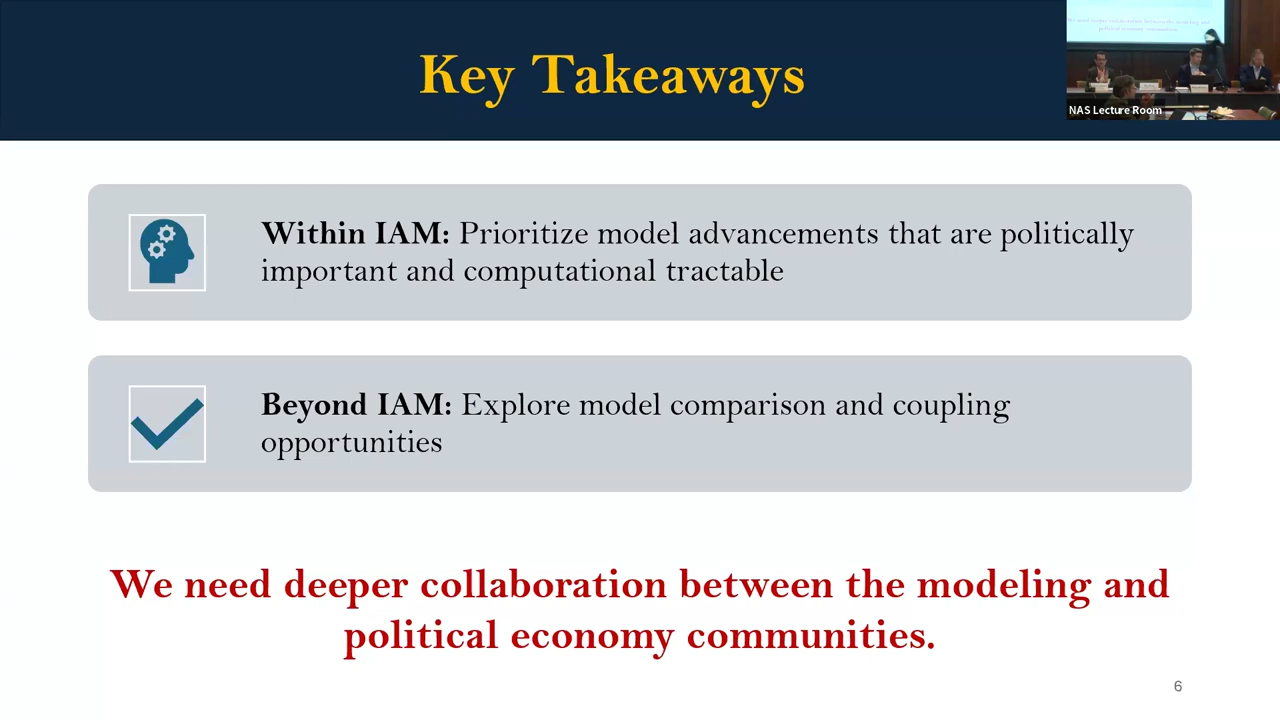 Key Takeaways
NAS Lecture Room
Within IAM: Prioritize model advancements that are politically
important and computational tractable
Beyond IAM: Explore model comparison and coupling
opportunities
We need deeper collaboration between the modeling and
political economy communities.
6